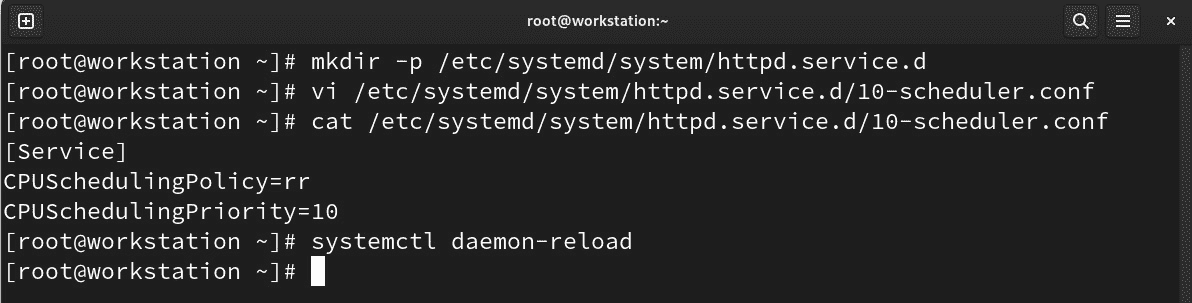 root@workstation:~
[root@workstation ~]# mkdir -p /etc/systemd/system/httpd.service.d
[root@workstation ~]# vi /etc/systemd/system/httpd.service.d/10-scheduler.conf
[root@workstation ~]# cat /etc/systemd/system/httpd.service.d/10-scheduler.conf
[Service]
CPUSchedulingPolicy=rr
CPUSchedulingPriority=10
[root@workstation ~]# systemctl daemon-reload
[root@workstation ~]#